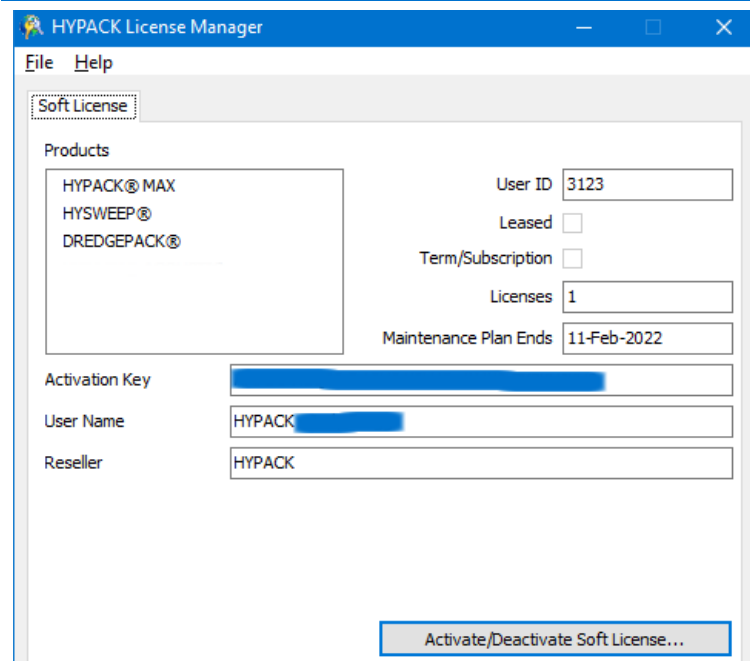 HYPACK License Manager
File Help
Soft License
Products
HYPACK® MAX
HYSWEEP®
DREDGEPACK®
User ID 3123
Leased
Term/Subscription
Licenses 1
Maintenance Plan Ends 11-Feb-2022
Activation Key
User Name HYPACK
Reseller HYPACK
Activate/Deactivate Soft License...